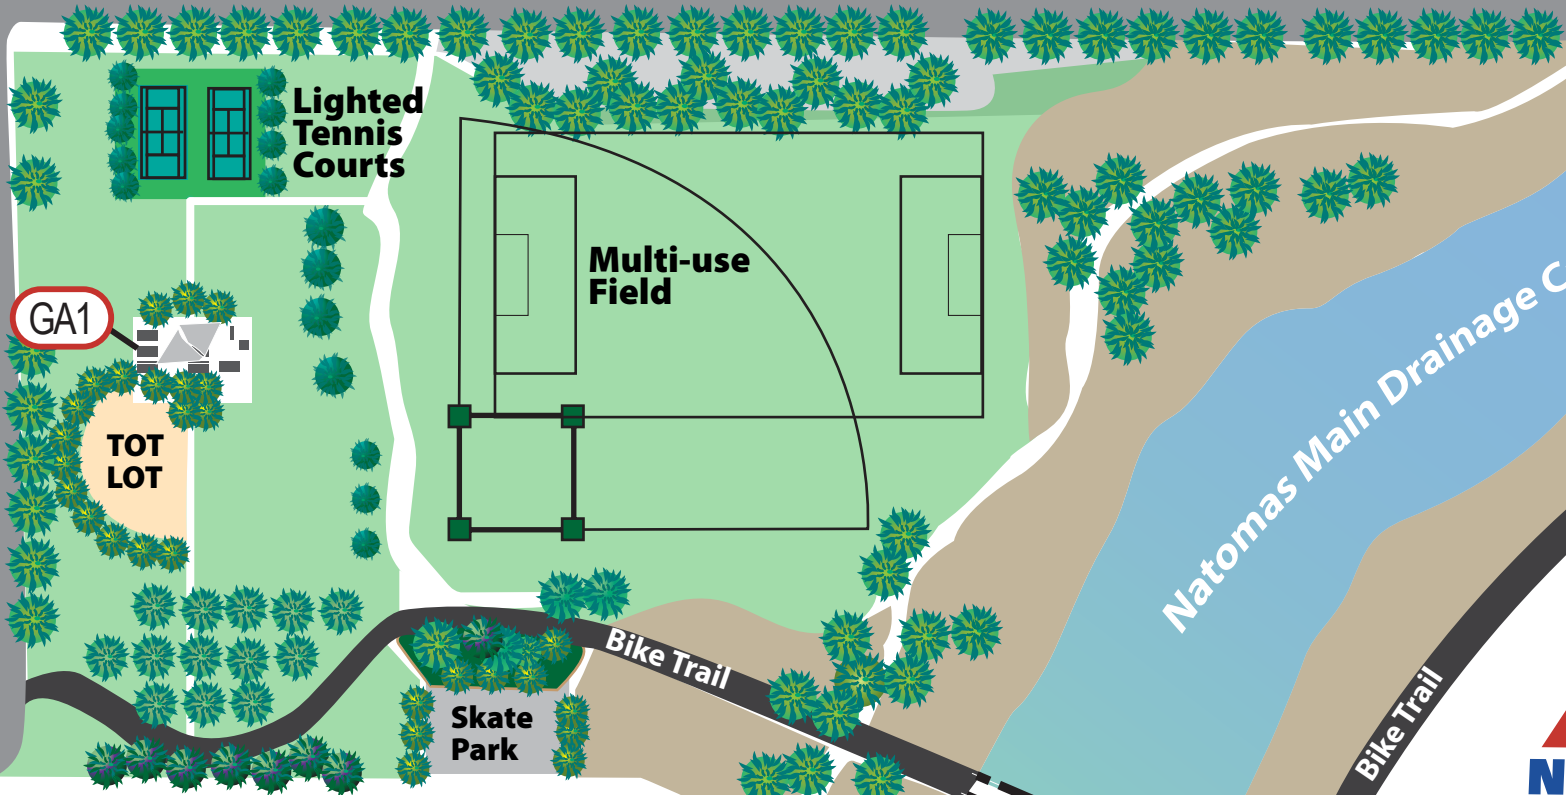 Lighted
Tennis
Courts
Multi-use
Field
GA1
TOT
LOT
Natomas Main Drainage C
Bike Trail
Skate
Park
Bike Trail
N